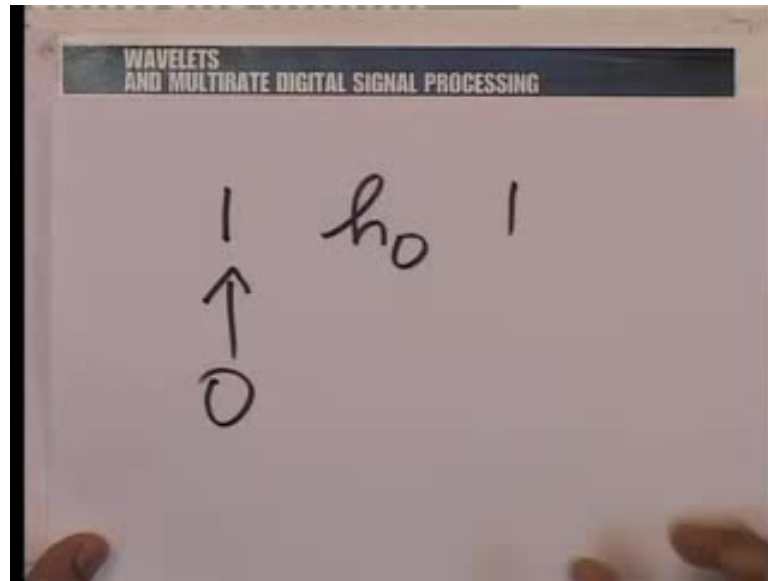 WAVELETS
AND MULTIRATE DIGITAL SIGNAL PROCESSING
1 h₀ 1
↑
0